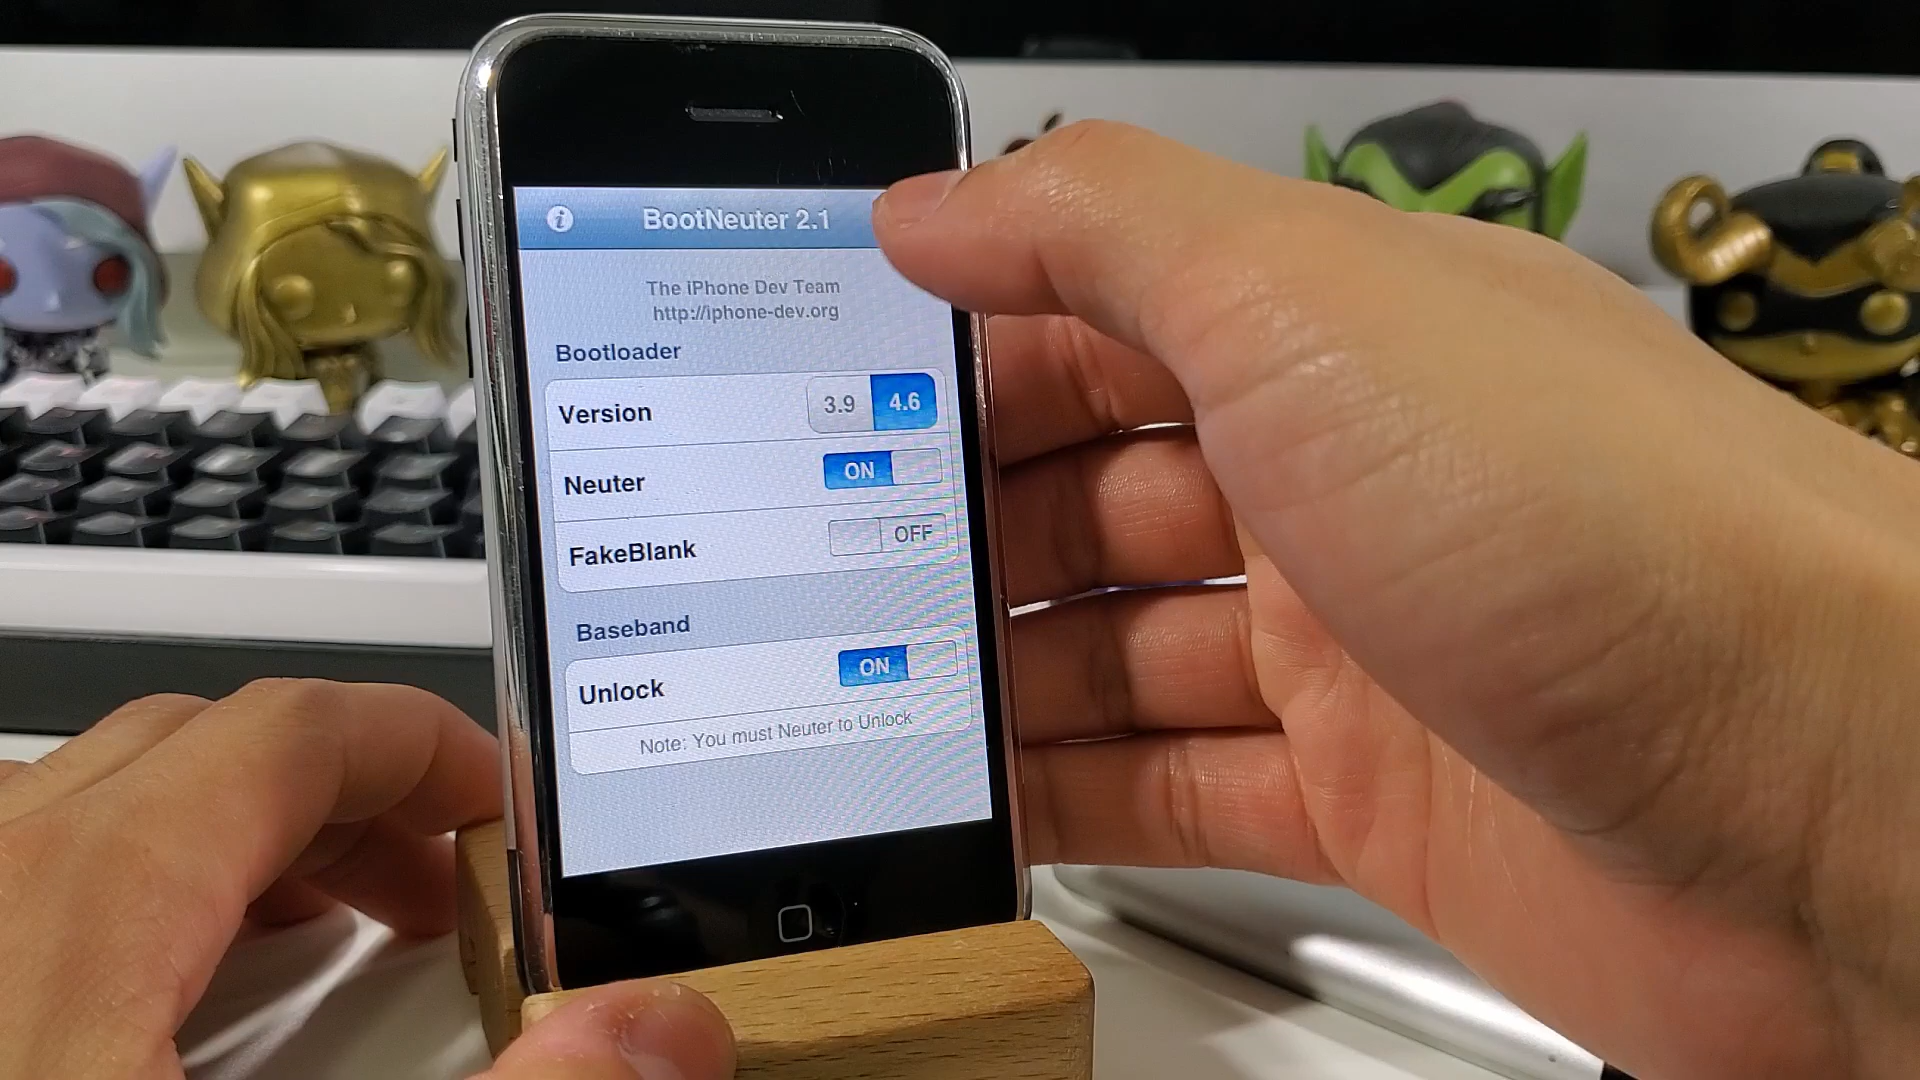 BootNeuter 2.1
The iPhone Dev Team
http://iphone-dev.org
Bootloader
Version 3.9 4.6
Neuter ON
FakeBlank OFF
Baseband
Unlock ON
Note: You must Neuter to Unlock